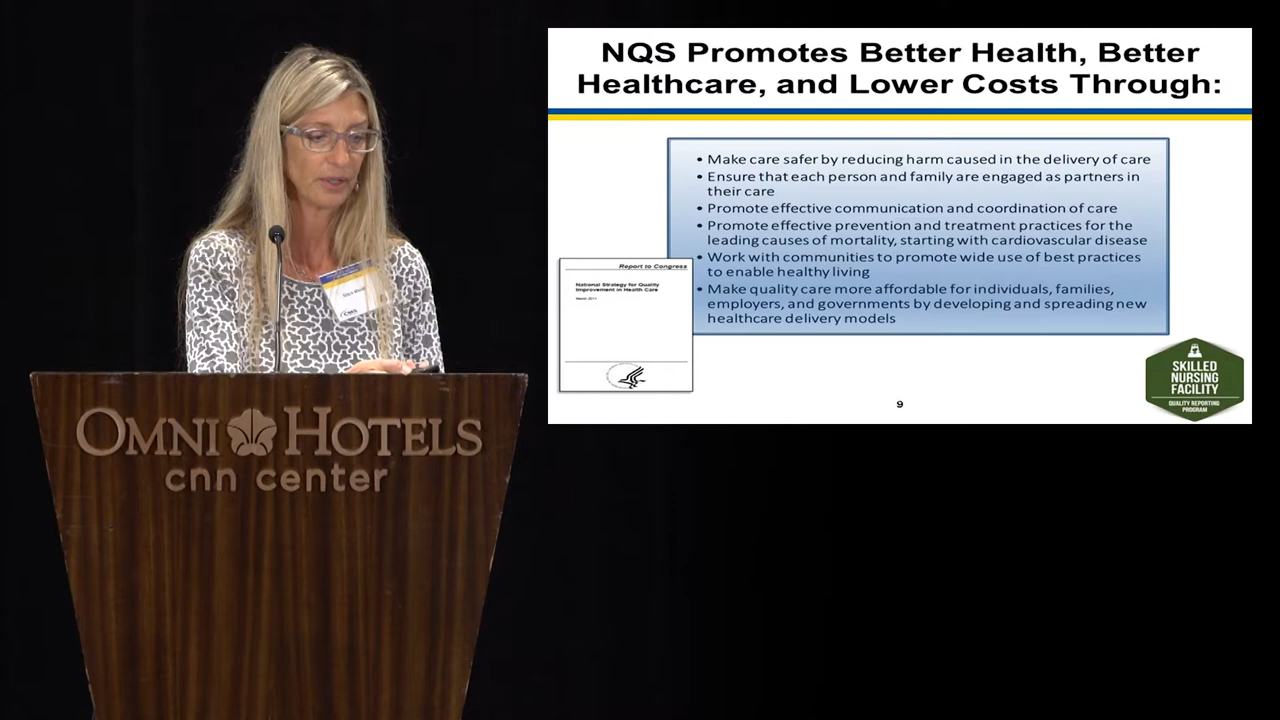 NQS Promotes Better Health, Better
Healthcare, and Lower Costs Through:
• Make care safer by reducing harm caused in the delivery of care
• Ensure that each person and family are engaged as partners in
their care
• Promote effective communication and coordination of care
• Promote effective prevention and treatment practices for the
leading causes of mortality, starting with cardiovascular disease
• Work with communities to promote wide use of best practices
to enable healthy living
• Make quality care more affordable for individuals, families,
employers, and governments by developing and spreading new
healthcare delivery models
Report to Congress
National Strategy for Quality
Improvement in Health Care
March 2011
SKILLED
NURSING
FACILITY
QUALITY REPORTING
PROGRAM
9
CMS
OMNI HOTELS
cnn center